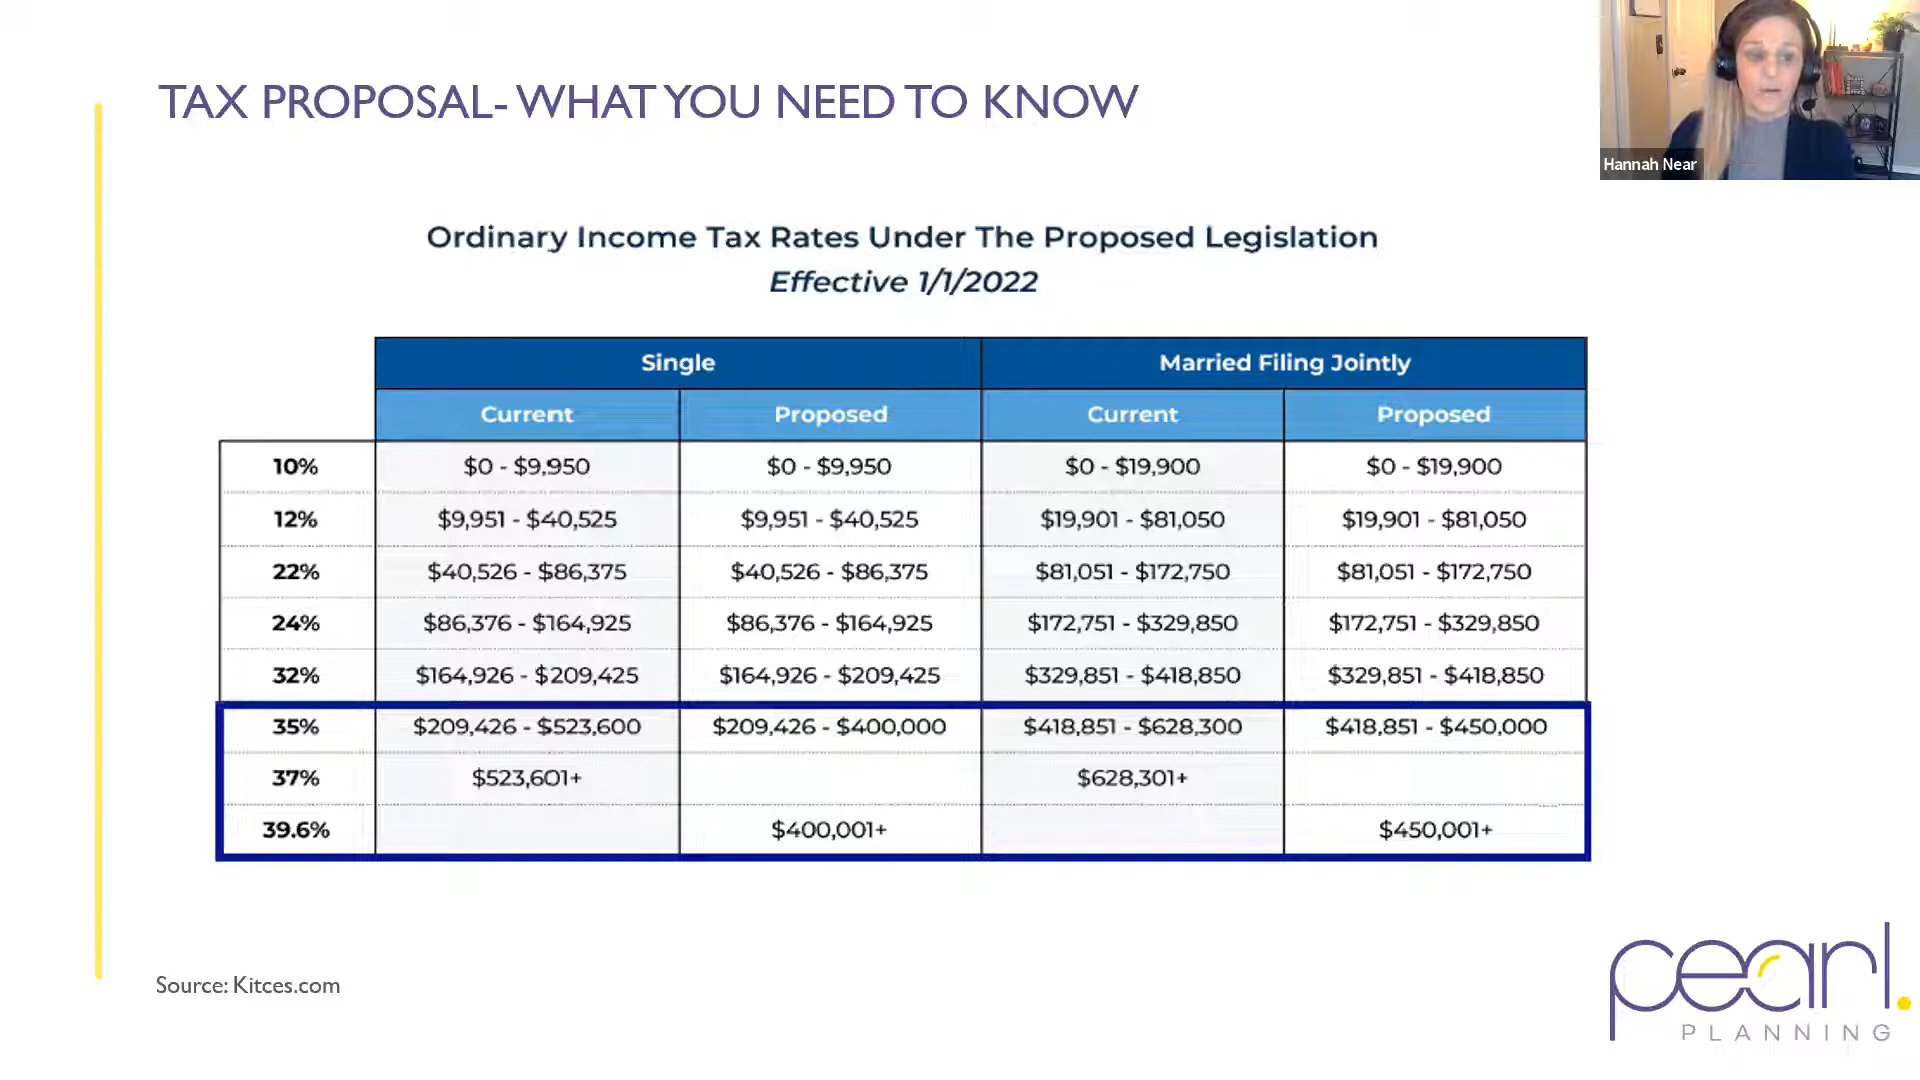 TAX PROPOSAL- WHAT YOU NEED TO KNOW
Hannah Near
Ordinary Income Tax Rates Under The Proposed Legislation
Effective 1/1/2022
Single Married Filing Jointly
Current Proposed Current Proposed
10% $0 - $9,950 $0 - $9,950 $0 - $19,900 $0 - $19,900
12% $9,951 - $40,525 $9,951 - $40,525 $19,901 - $81,050 $19,901 - $81,050
22% $40,526 - $86,375 $40,526 - $86,375 $81,051 - $172,750 $81,051 - $172,750
24% $86,376 - $164,925 $86,376 - $164,925 $172,751 - $329,850 $172,751 - $329,850
32% $164,926 - $209,425 $164,926 - $209,425 $329,851 - $418,850 $329,851 - $418,850
35% $209,426 - $523,600 $209,426 - $400,000 $418,851 - $628,300 $418,851 - $450,000
37% $523,601+ $628,301+
39.6% $400,001+ $450,001+
Source: Kitces.com
pearl.
PLANNING